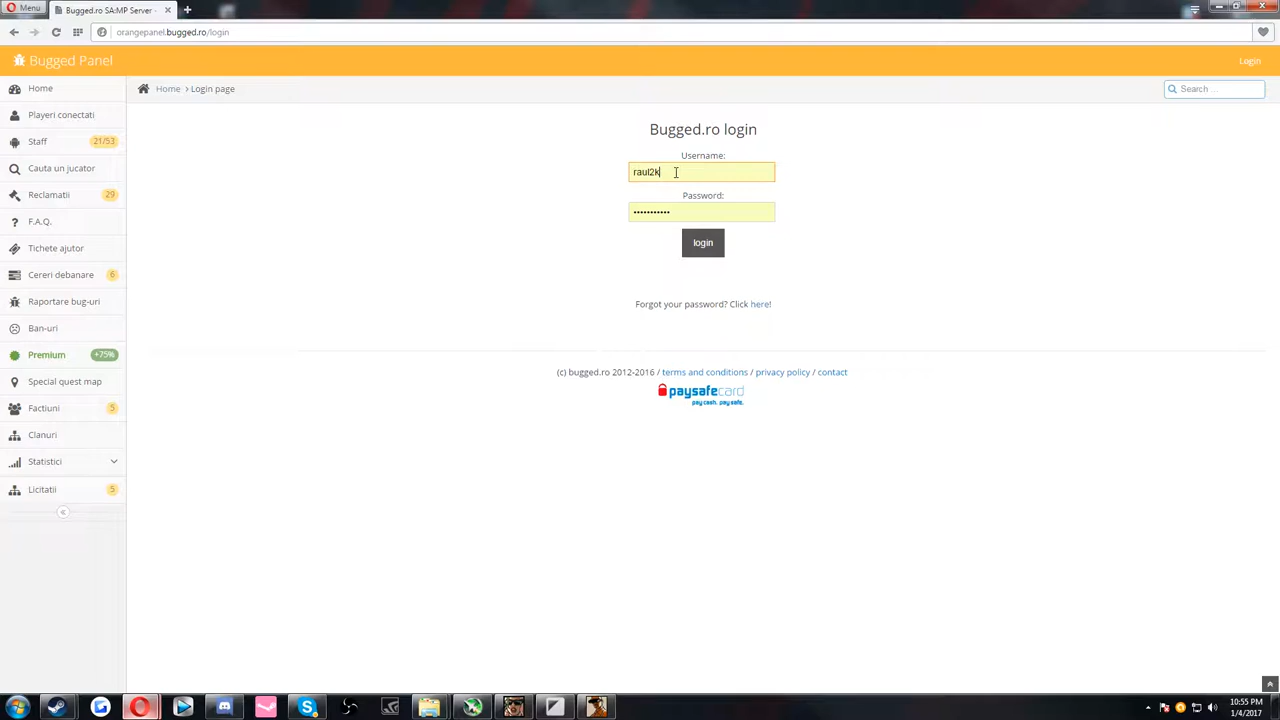 Menu
Bugged.ro SA:MP Server -
orangepanel.bugged.ro/login
Bugged Panel
Login
Home
Home › Login page
Search ...
Playeri conectati
Staff 21/53
Cauta un jucator
Reclamatii 29
F.A.Q.
Tichete ajutor
Cereri debanare 6
Raportare bug-uri
Ban-uri
Premium +75%
Special quest map
Factiuni 5
Clanuri
Statistici
Licitatii 5
Bugged.ro login
Username:
raul2k
Password:
•••••••••••
login
Forgot your password? Click here!
(c) bugged.ro 2012-2016 / terms and conditions / privacy policy / contact
paysafecard
pay cash. pay safe.
10:55 PM
1/4/2017